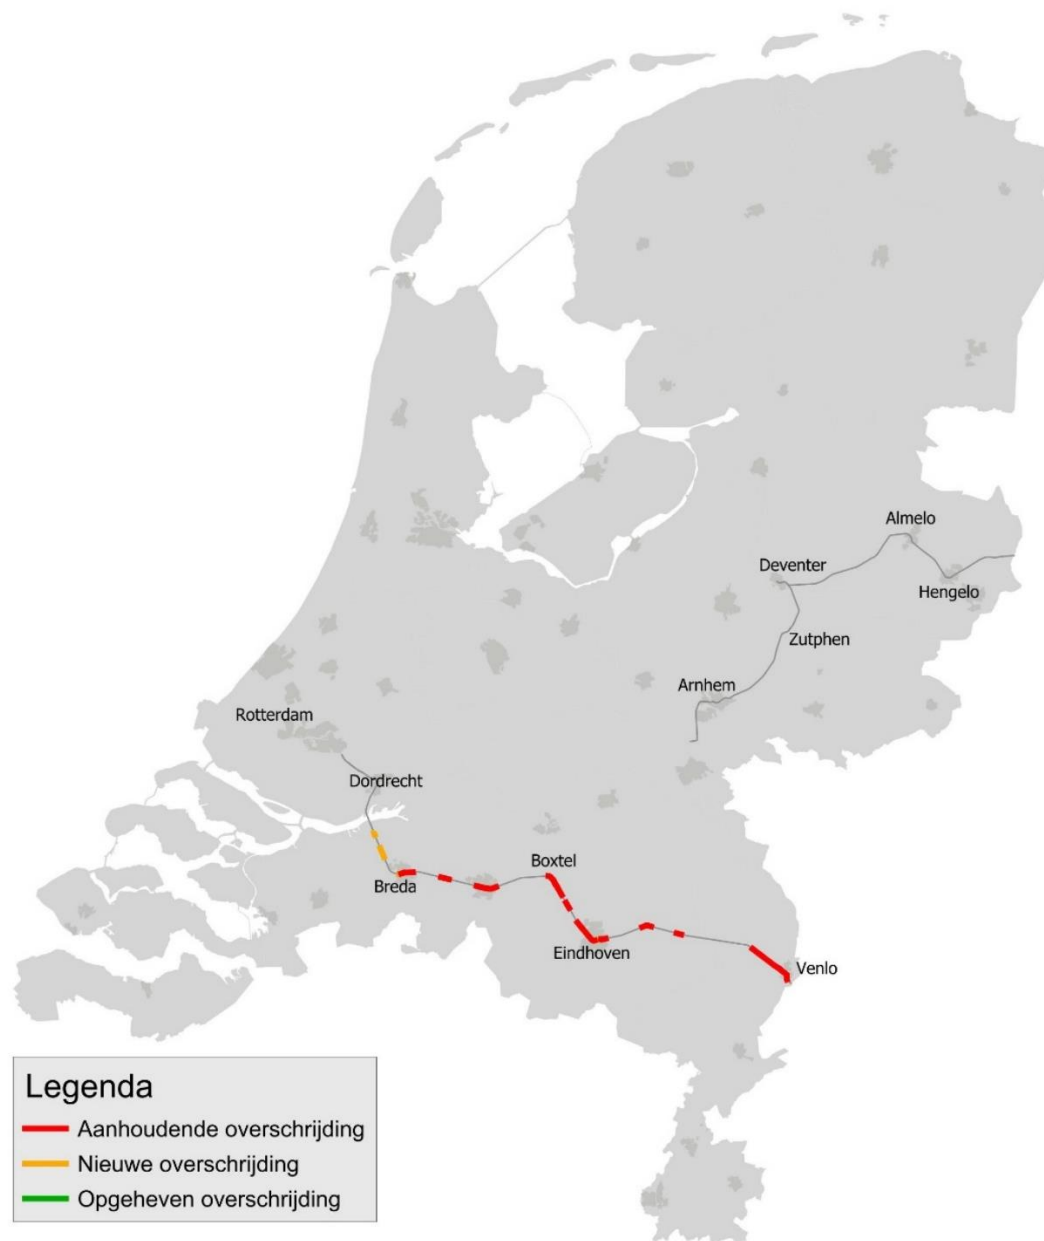 Almelo
Deventer
Hengelo
Zutphen
Arnhem
Rotterdam
Dordrecht
Boxtel
Breda
Eindhoven
Venlo
Legenda
Aanhoudende overschrijding
Nieuwe overschrijding
Opgeheven overschrijding